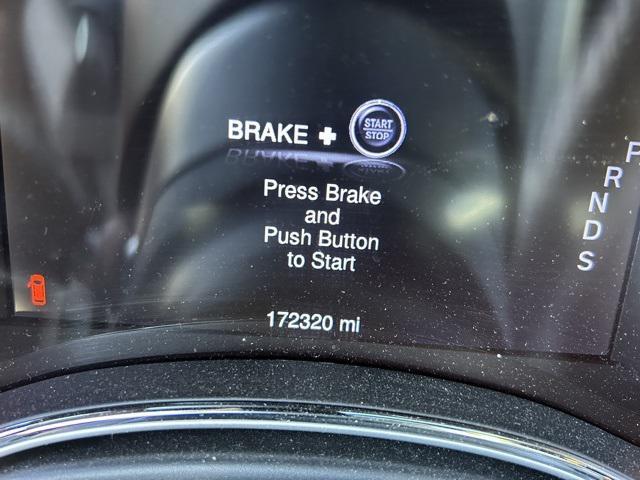 BRAKE + START
STOP
Press Brake
and
Push Button
to Start
P
R
N
D
S
172320 mi